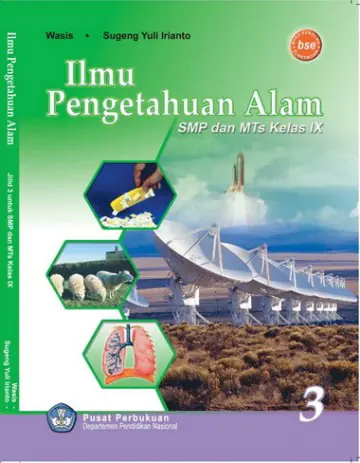 Wasis • Sugeng Yuli Irianto
bse
Ilmu
Pengetahuan Alam
SMP dan MTs Kelas IX
3
Pusat Perbukuan
Departemen Pendidikan Nasional
Ilmu Pengetahuan Alam
Jilid 3 untuk SMP dan MTs Kelas IX
Wasis •
Sugeng Yuli Irianto •